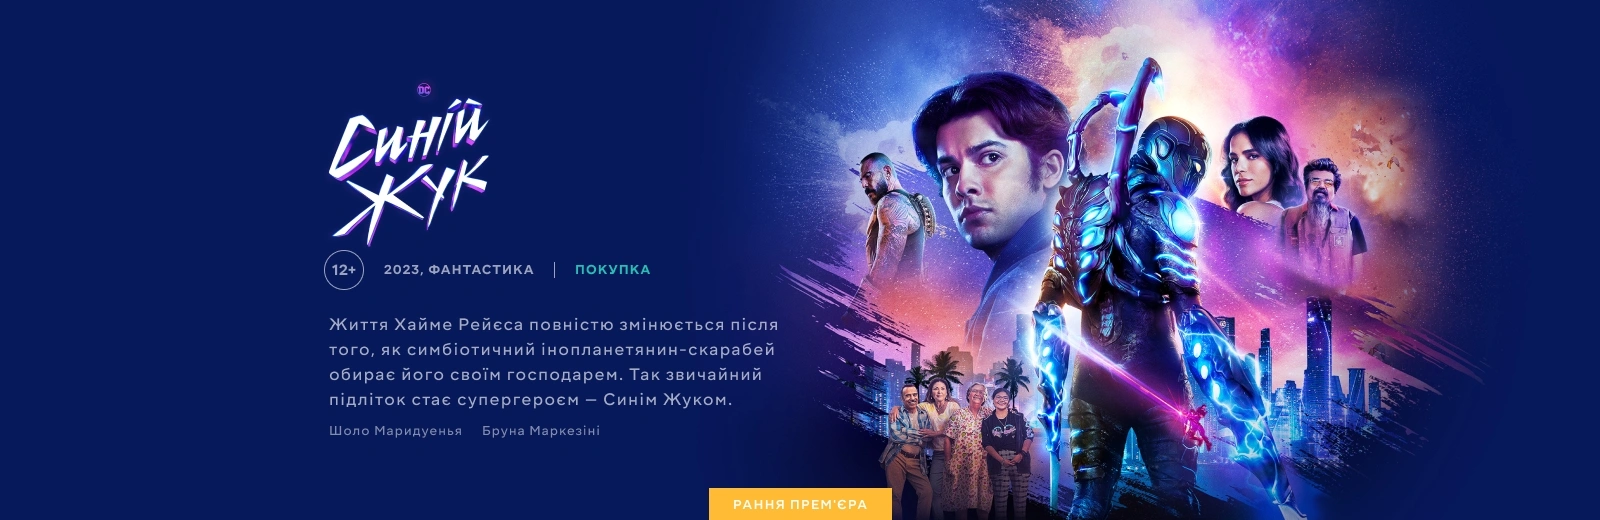 DC
Синій
Жук
12+ 2023, ФАНТАСТИКА | ПОКУПКА
Життя Хайме Рейєса повністю змінюється після
того, як симбіотичний інопланетянин-скарабей
обирає його своїм господарем. Так звичайний
підліток стає супергероєм – Синім Жуком.
Шоло Маридуенья Бруна Маркезіні
РАННЯ ПРЕМ'ЄРА